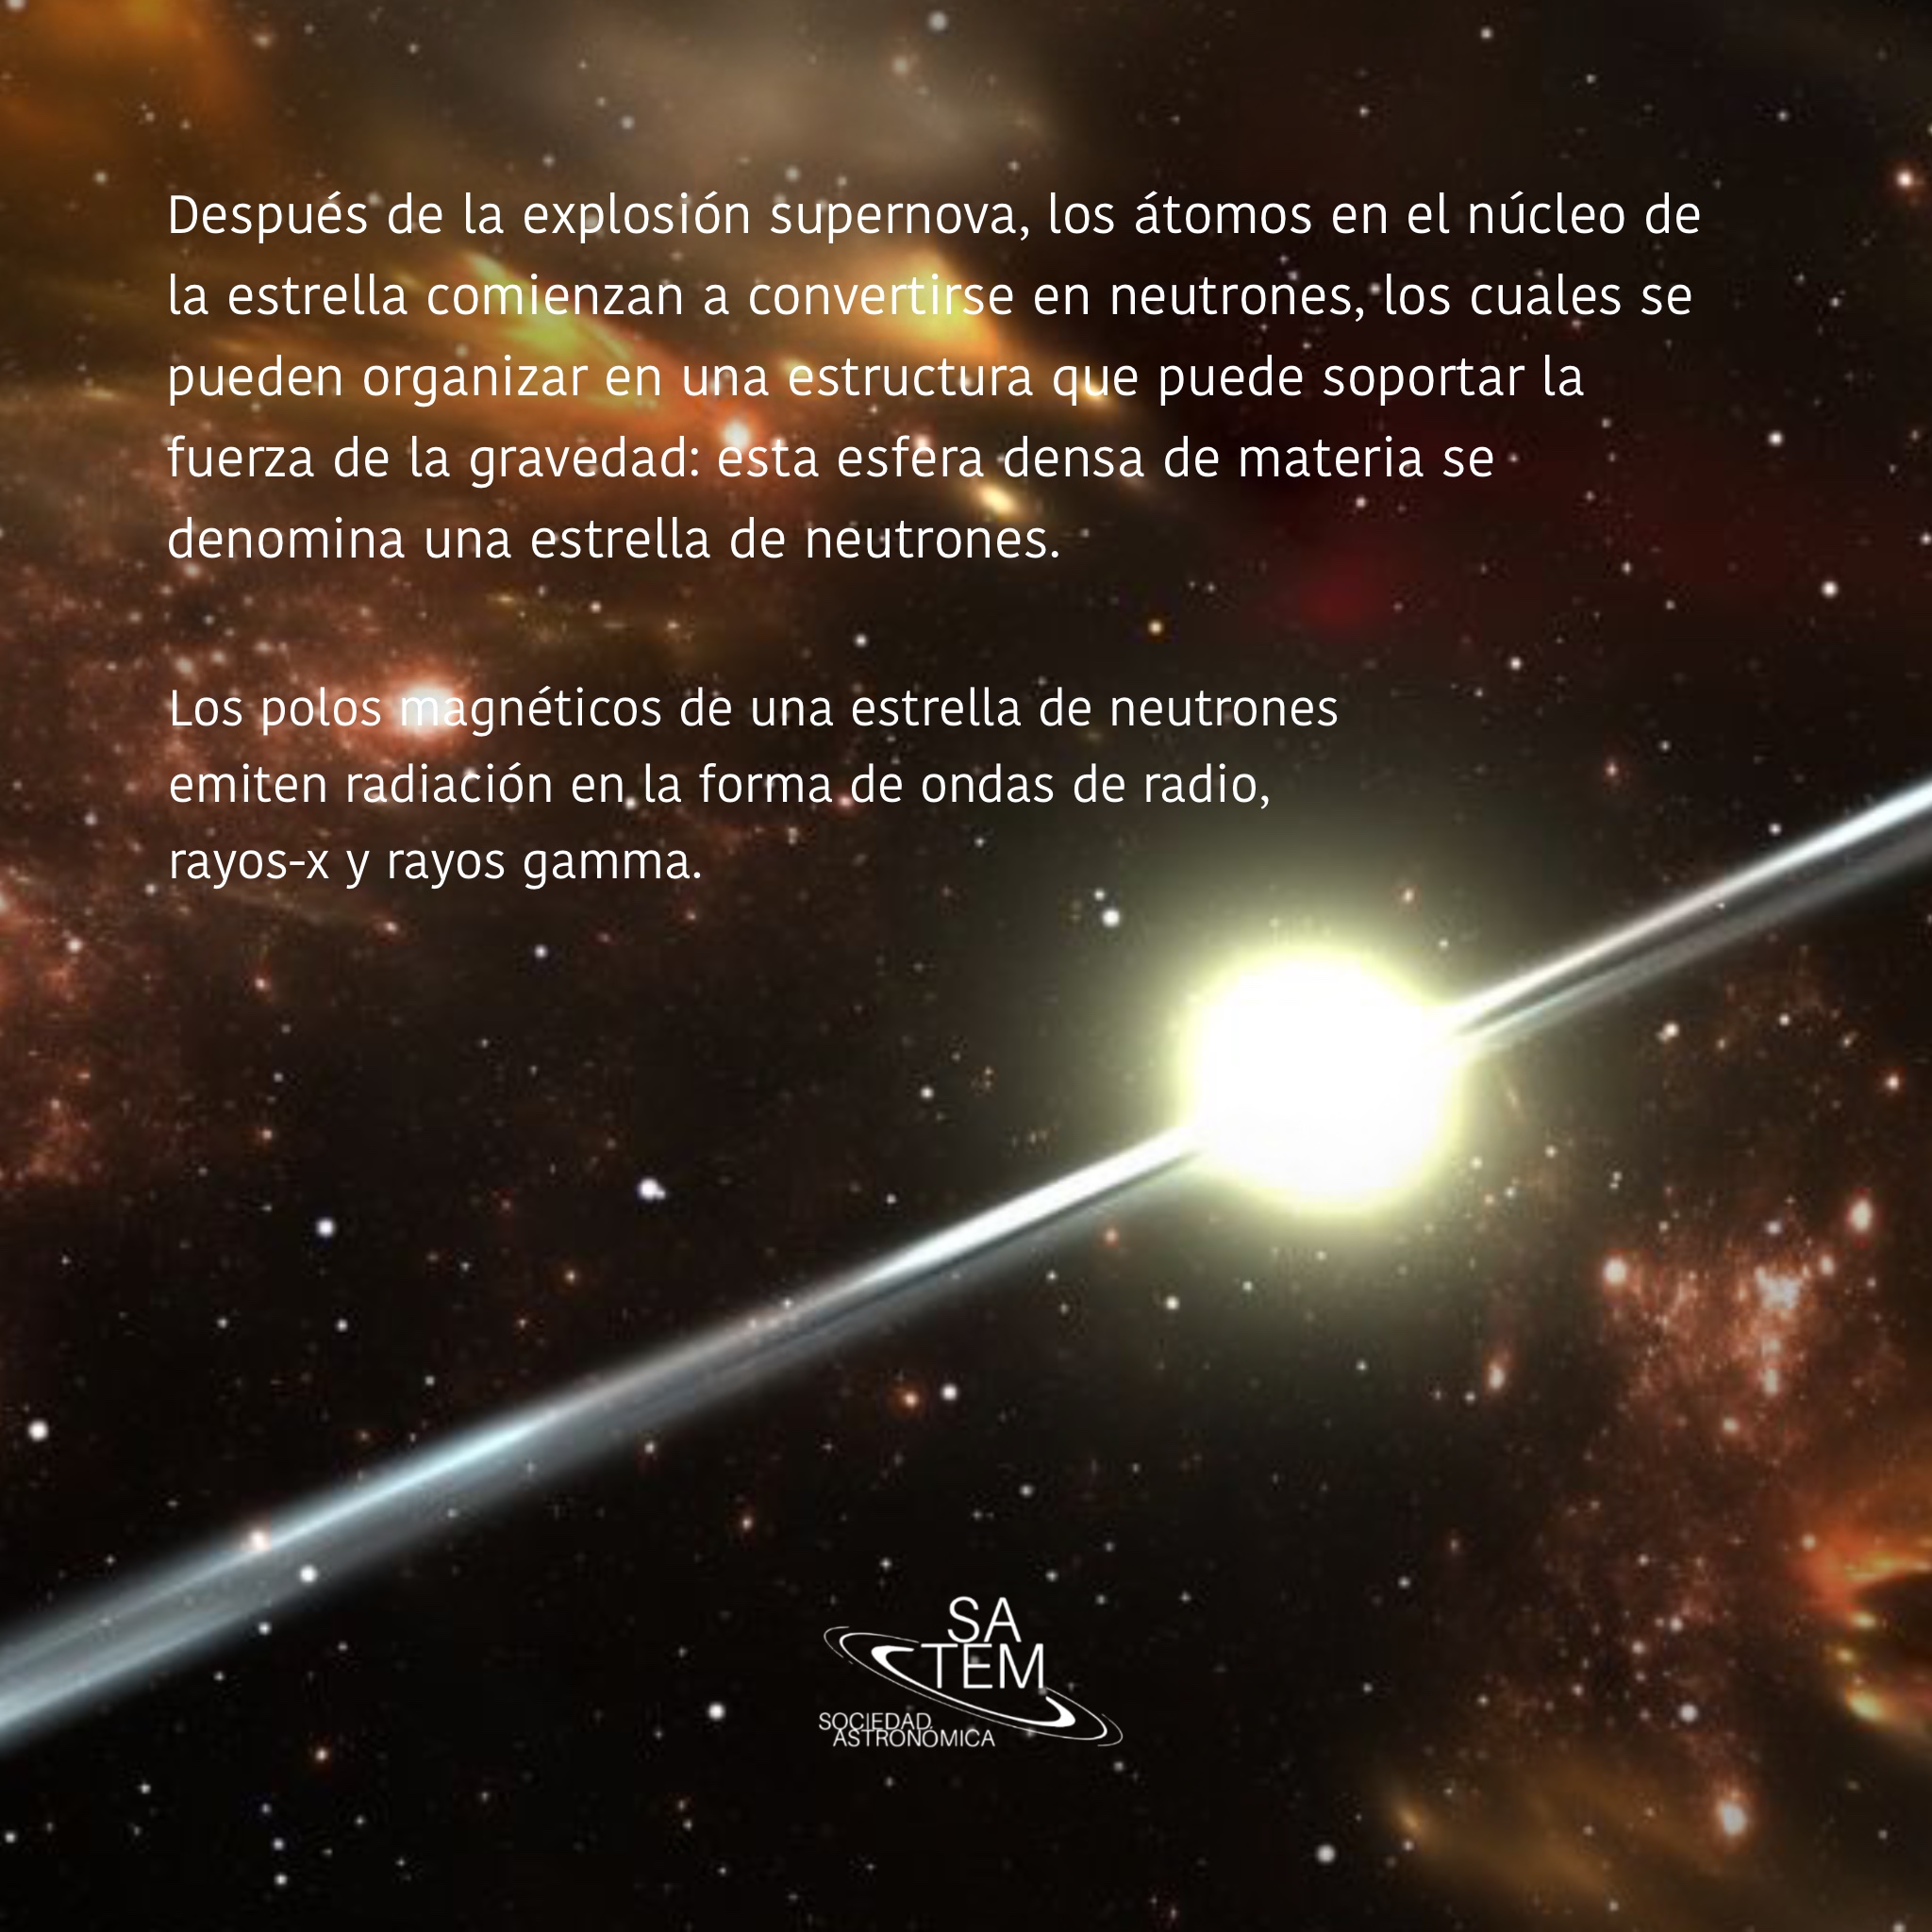 Después de la explosión supernova, los átomos en el núcleo de
la estrella comienzan a convertirse en neutrones, los cuales se
pueden organizar en una estructura que puede soportar la
fuerza de la gravedad: esta esfera densa de materia se
denomina una estrella de neutrones.
Los polos magnéticos de una estrella de neutrones
emiten radiación en la forma de ondas de radio,
rayos-x y rayos gamma.
SA
TEM
SOCIEDAD
ASTRONÓMICA